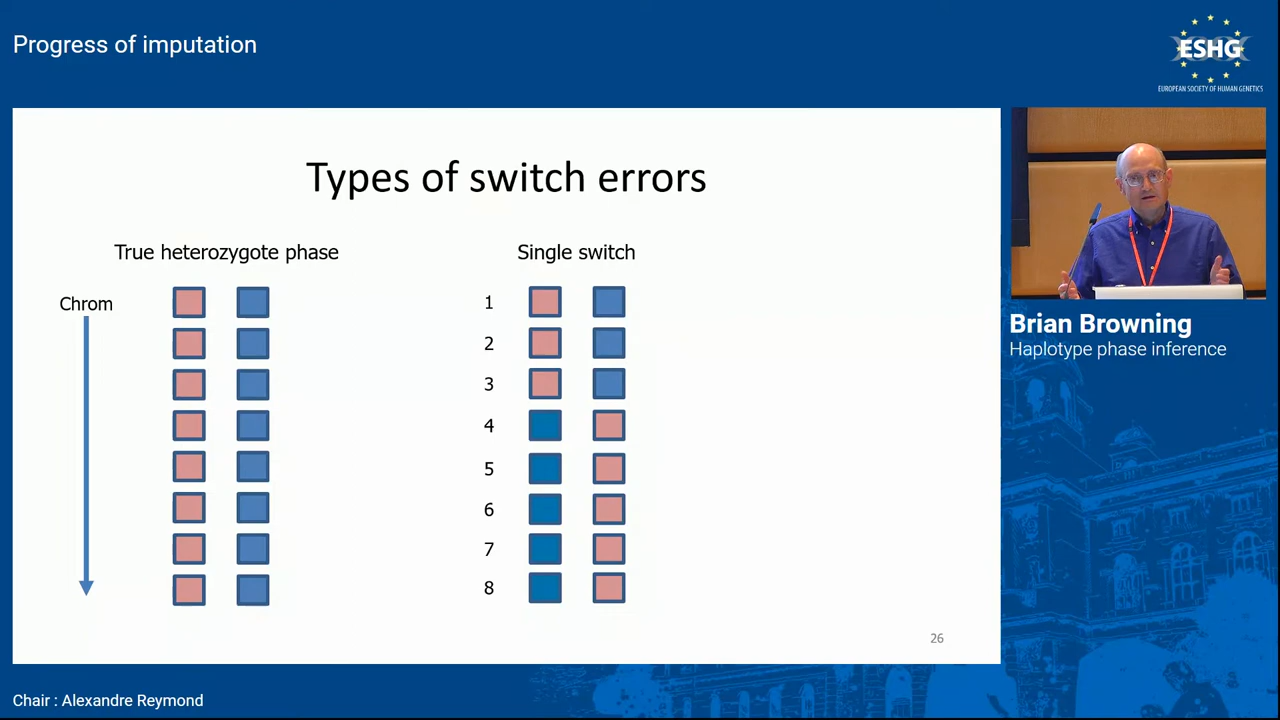 Progress of imputation
ESHG
EUROPEAN SOCIETY OF HUMAN GENETICS
Types of switch errors
True heterozygote phase
Single switch
Chrom
1
2
3
4
5
6
7
8
26
Brian Browning
Haplotype phase inference
Chair : Alexandre Reymond